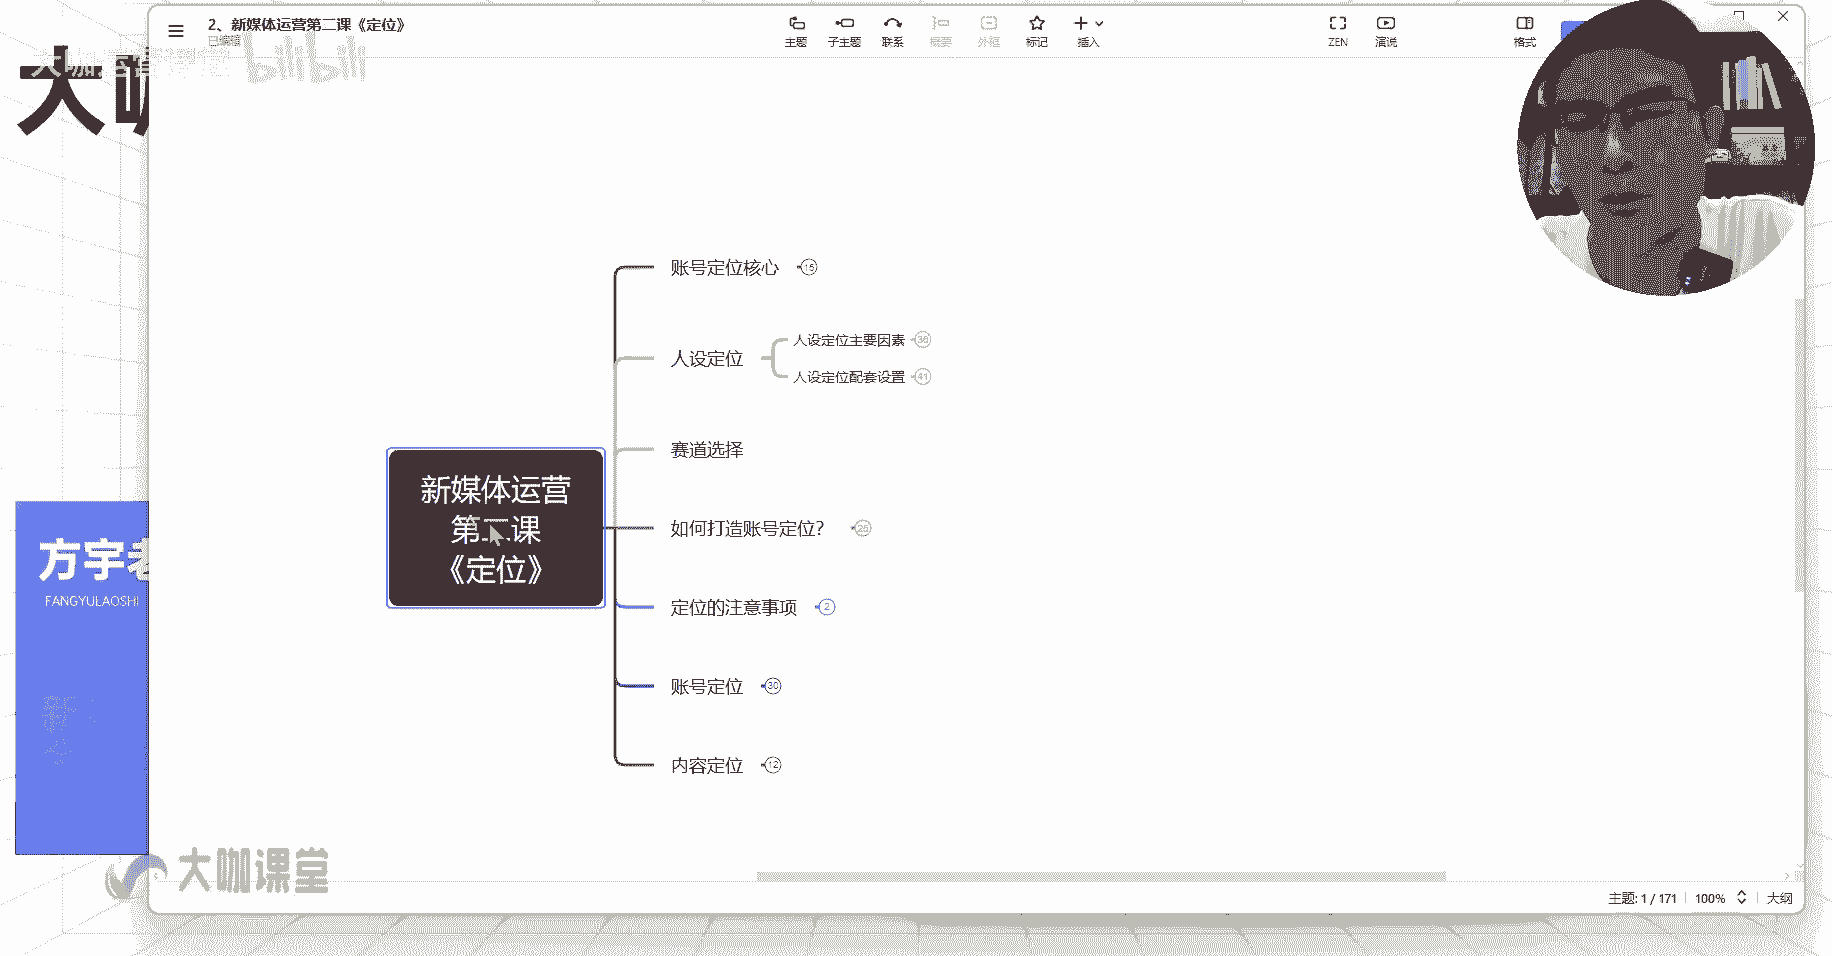 2、新媒体运营第二课《定位》
已编辑
主题
子主题
联系
概要
外框
标记
插入
ZEN
演说
格式
bilibili
大咖
账号定位核心 15
人设定位
人设定位主要因素 36
人设定位配套设置 41
赛道选择
新媒体运营
第二课
《定位》
如何打造账号定位？ 25
定位的注意事项 2
账号定位 30
内容定位 12
方宇老
FANGYULAOSHI
大咖课堂
主题: 1 / 171
100%
大纲